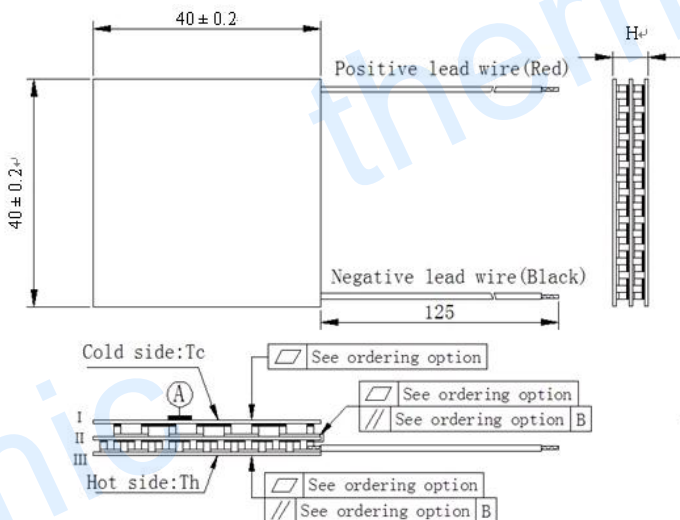 40 ± 0.2
H↵
Positive lead wire(Red)
40 ± 0.2↵
Negative lead wire(Black)
125
Cold side:Tc
See ordering option
A
See ordering option
I
// See ordering option B
II
III
Hot side:Th
See ordering option
// See ordering option B
them
mic